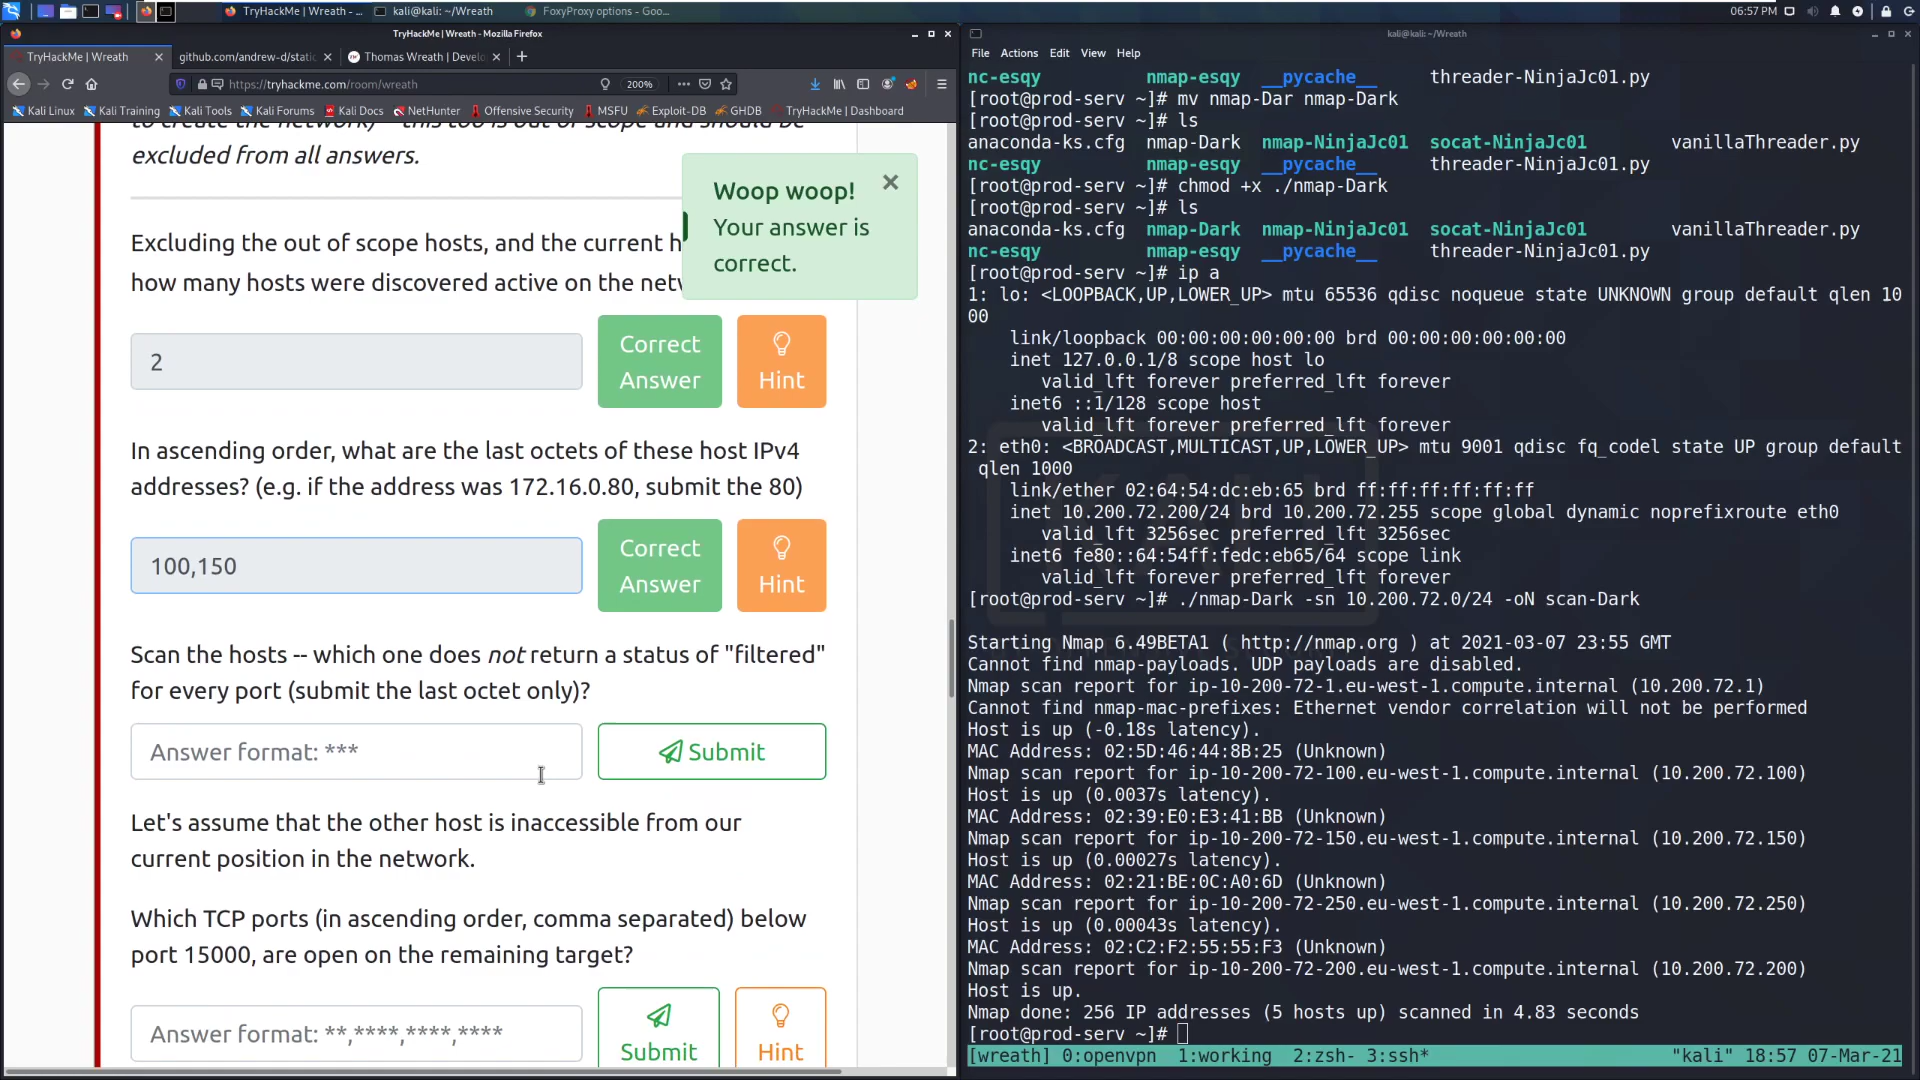 TryHackMe | Wreath - ...
kali@kali: ~/Wreath
FoxyProxy options - Goo...
06:57 PM
TryHackMe | Wreath - Mozilla Firefox
TryHackMe | Wreath
github.com/andrew-d/static
Thomas Wreath | Develo
https://tryhackme.com/room/wreath
200%
Kali Linux
Kali Training
Kali Tools
Kali Forums
Kali Docs
NetHunter
Offensive Security
MSFU
Exploit-DB
GHDB
TryHackMe | Dashboard
to create the network) -- this too is out of scope and should be
excluded from all answers.
Woop woop!
Your answer is
correct.
Excluding the out of scope hosts, and the current h
how many hosts were discovered active on the netw
2
Correct
Answer
Hint
In ascending order, what are the last octets of these host IPv4
addresses? (e.g. if the address was 172.16.0.80, submit the 80)
100,150
Correct
Answer
Hint
Scan the hosts -- which one does not return a status of "filtered"
for every port (submit the last octet only)?
Answer format: ***
Submit
Let's assume that the other host is inaccessible from our
current position in the network.
Which TCP ports (in ascending order, comma separated) below
port 15000, are open on the remaining target?
Answer format: **,****,****,****
Submit
Hint
kali@kali: ~/Wreath
File Actions Edit View Help
nc-esqy nmap-esqy __pycache__ threader-NinjaJc01.py
[root@prod-serv ~]# mv nmap-Dar nmap-Dark
[root@prod-serv ~]# ls
anaconda-ks.cfg nmap-Dark nmap-NinjaJc01 socat-NinjaJc01 vanillaThreader.py
nc-esqy nmap-esqy __pycache__ threader-NinjaJc01.py
[root@prod-serv ~]# chmod +x ./nmap-Dark
[root@prod-serv ~]# ls
anaconda-ks.cfg nmap-Dark nmap-NinjaJc01 socat-NinjaJc01 vanillaThreader.py
nc-esqy nmap-esqy __pycache__ threader-NinjaJc01.py
[root@prod-serv ~]# ip a
1: lo: <LOOPBACK,UP,LOWER_UP> mtu 65536 qdisc noqueue state UNKNOWN group default qlen 10
00
link/loopback 00:00:00:00:00:00 brd 00:00:00:00:00:00
inet 127.0.0.1/8 scope host lo
valid_lft forever preferred_lft forever
inet6 ::1/128 scope host
valid_lft forever preferred_lft forever
2: eth0: <BROADCAST,MULTICAST,UP,LOWER_UP> mtu 9001 qdisc fq_codel state UP group default
qlen 1000
link/ether 02:64:54:dc:eb:65 brd ff:ff:ff:ff:ff:ff
inet 10.200.72.200/24 brd 10.200.72.255 scope global dynamic noprefixroute eth0
valid_lft 3256sec preferred_lft 3256sec
inet6 fe80::64:54ff:fedc:eb65/64 scope link
valid_lft forever preferred_lft forever
[root@prod-serv ~]# ./nmap-Dark -sn 10.200.72.0/24 -oN scan-Dark
Starting Nmap 6.49BETA1 ( http://nmap.org ) at 2021-03-07 23:55 GMT
Cannot find nmap-payloads. UDP payloads are disabled.
Nmap scan report for ip-10-200-72-1.eu-west-1.compute.internal (10.200.72.1)
Cannot find nmap-mac-prefixes: Ethernet vendor correlation will not be performed
Host is up (-0.18s latency).
MAC Address: 02:5D:46:44:8B:25 (Unknown)
Nmap scan report for ip-10-200-72-100.eu-west-1.compute.internal (10.200.72.100)
Host is up (0.0037s latency).
MAC Address: 02:39:E0:E3:41:BB (Unknown)
Nmap scan report for ip-10-200-72-150.eu-west-1.compute.internal (10.200.72.150)
Host is up (0.00027s latency).
MAC Address: 02:21:BE:0C:A0:6D (Unknown)
Nmap scan report for ip-10-200-72-250.eu-west-1.compute.internal (10.200.72.250)
Host is up (0.00043s latency).
MAC Address: 02:C2:F2:55:55:F3 (Unknown)
Nmap scan report for ip-10-200-72-200.eu-west-1.compute.internal (10.200.72.200)
Host is up.
Nmap done: 256 IP addresses (5 hosts up) scanned in 4.83 seconds
[root@prod-serv ~]#
[wreath] 0:openvpn 1:working 2:zsh- 3:ssh* "kali" 18:57 07-Mar-21